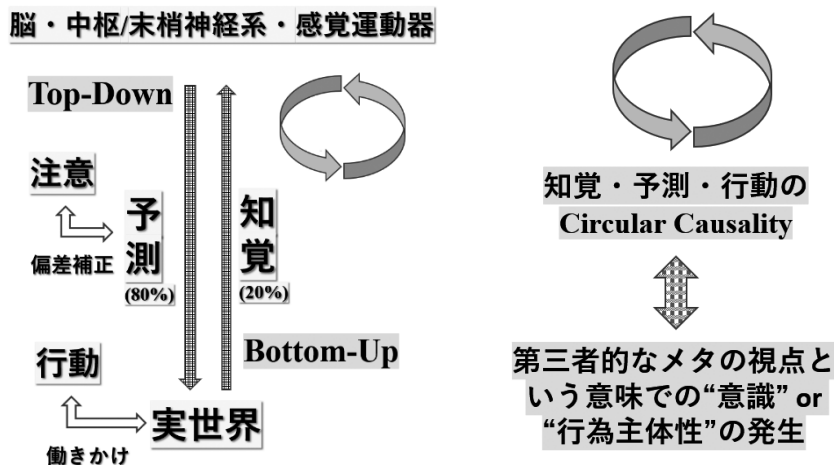 脳・中枢/末梢神経系・感覚運動器
Top-Down
注意
偏差補正
予測
(80%)
知覚
(20%)
Bottom-Up
行動
働きかけ
実世界
知覚・予測・行動の
Circular Causality
第三者的なメタの視点と
いう意味での“意識” or
“行為主体性”の発生